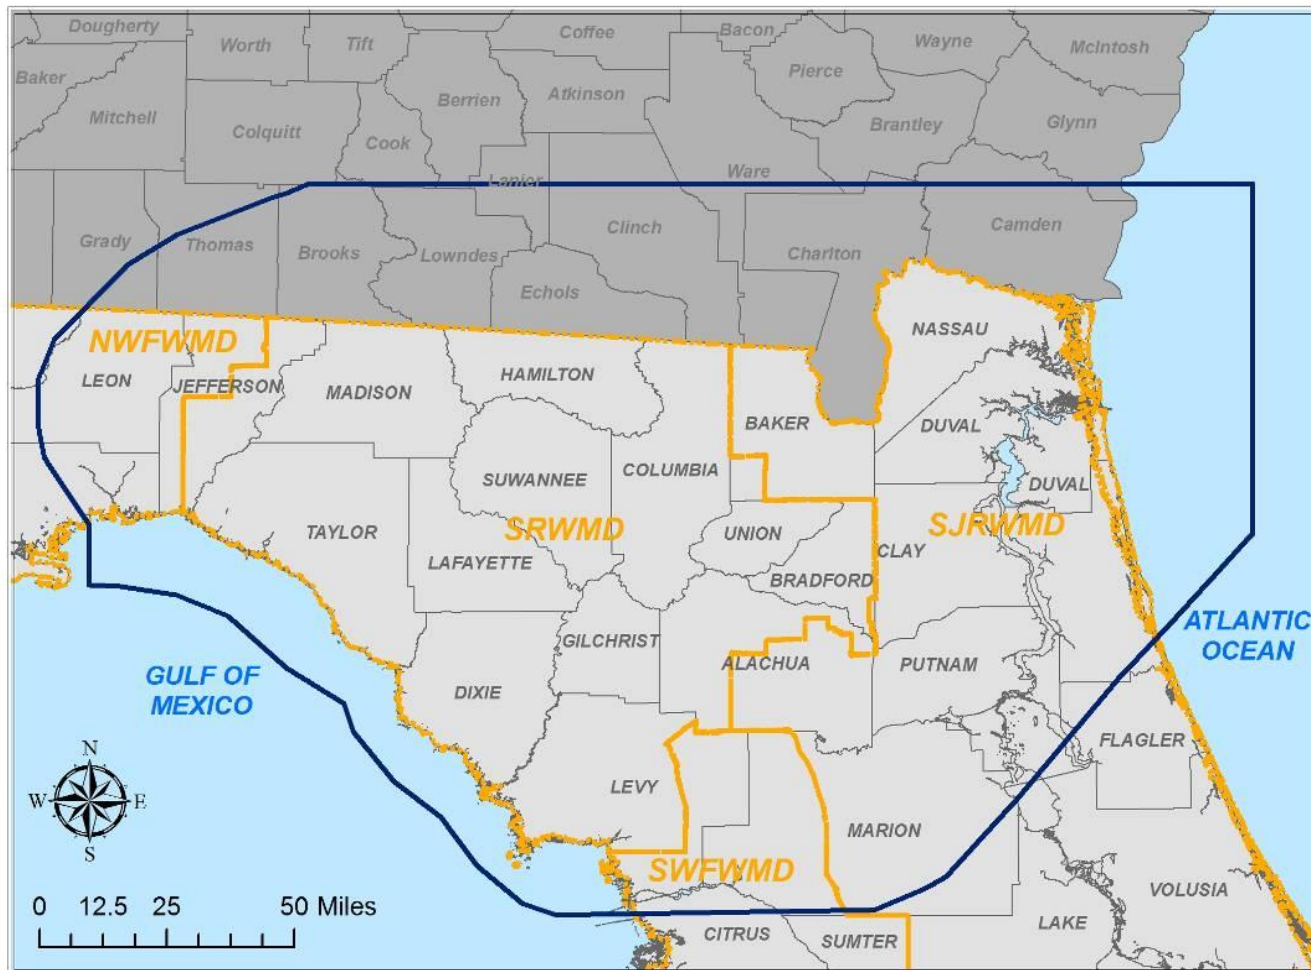 Dougherty
Worth
Tift
Coffee
Bacon
Wayne
McIntosh
Baker
Pierce
Berrien
Atkinson
Mitchell
Colquitt
Cook
Brantley
Glynn
Ware
Lanier
Grady
Thomas
Brooks
Lowndes
Clinch
Charlton
Camden
Echols
NWFWMD
NASSAU
LEON
JEFFERSON
MADISON
HAMILTON
BAKER
DUVAL
COLUMBIA
SUWANNEE
DUVAL
TAYLOR
SRWMD
UNION
SJRWMD
LAFAYETTE
CLAY
BRADFORD
GILCHRIST
ATLANTIC
OCEAN
ALACHUA
PUTNAM
GULF OF
MEXICO
DIXIE
FLAGLER
N
W
E
S
LEVY
MARION
SWFWMD
VOLUSIA
0 12.5 25 50 Miles
CITRUS
SUMTER
LAKE